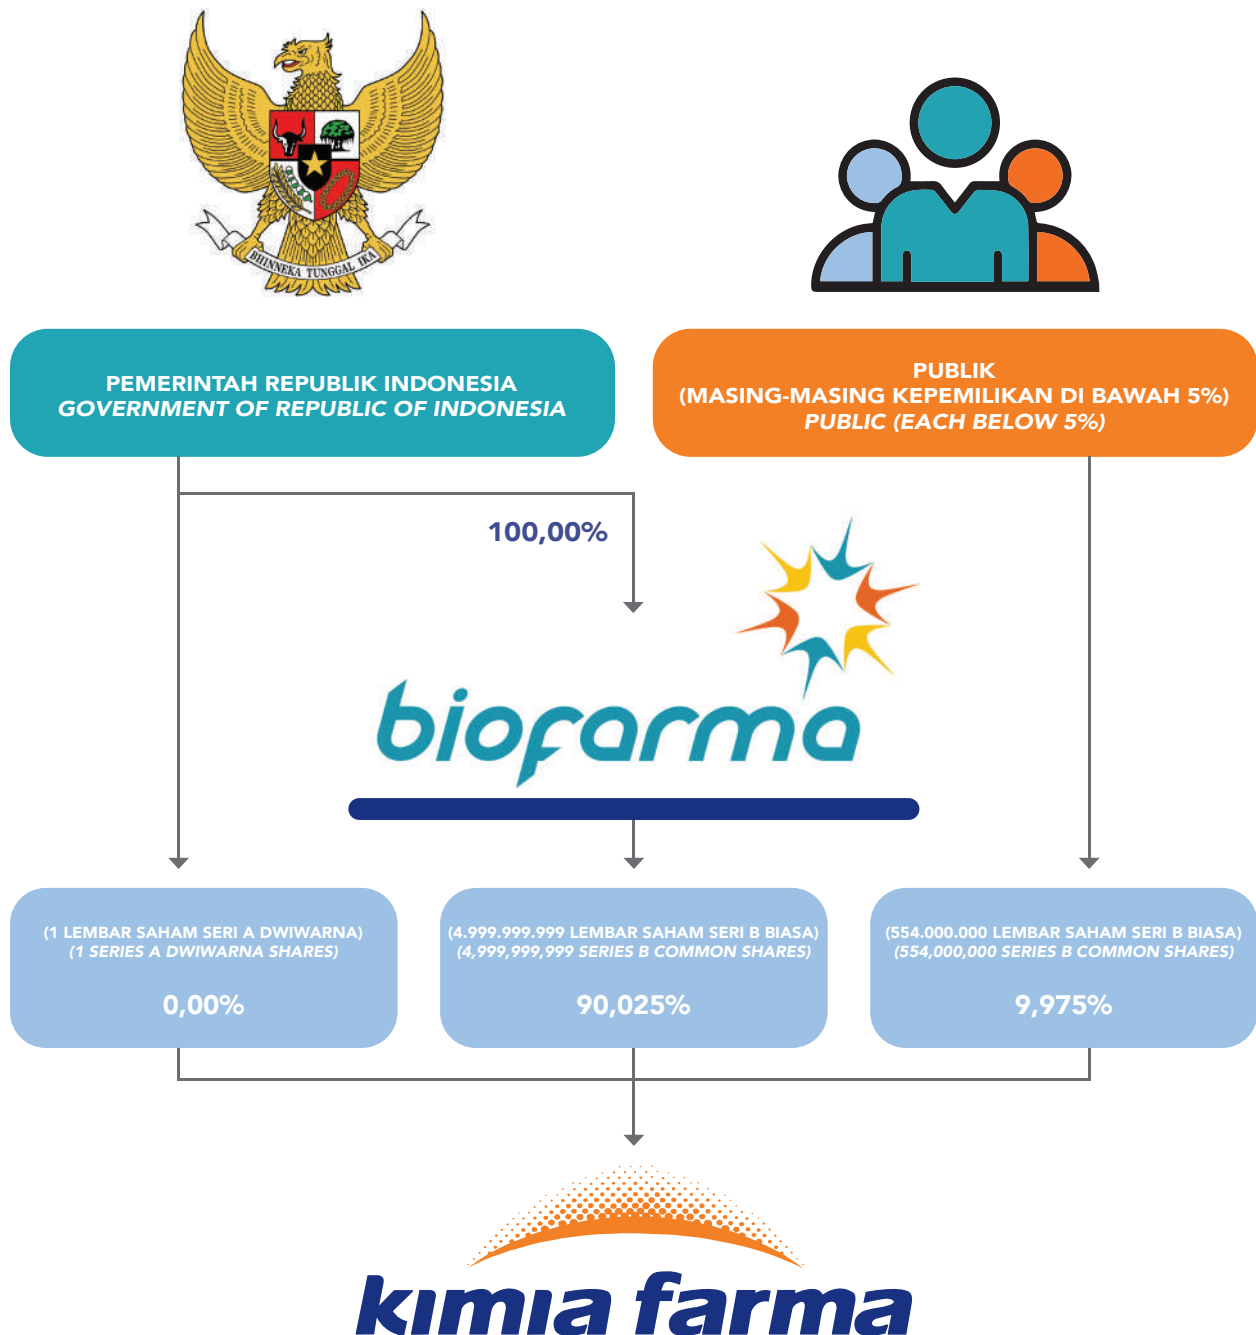 BHINNEKA TUNGGAL IKA
PEMERINTAH REPUBLIK INDONESIA
GOVERNMENT OF REPUBLIC OF INDONESIA
PUBLIK
(MASING-MASING KEPEMILIKAN DI BAWAH 5%)
PUBLIC (EACH BELOW 5%)
100,00%
biofarma
(1 LEMBAR SAHAM SERI A DWIWARNA)
(1 SERIES A DWIWARNA SHARES)
0,00%
(4.999.999.999 LEMBAR SAHAM SERI B BIASA)
(4,999,999,999 SERIES B COMMON SHARES)
90,025%
(554.000.000 LEMBAR SAHAM SERI B BIASA)
(554,000,000 SERIES B COMMON SHARES)
9,975%
kimia farma